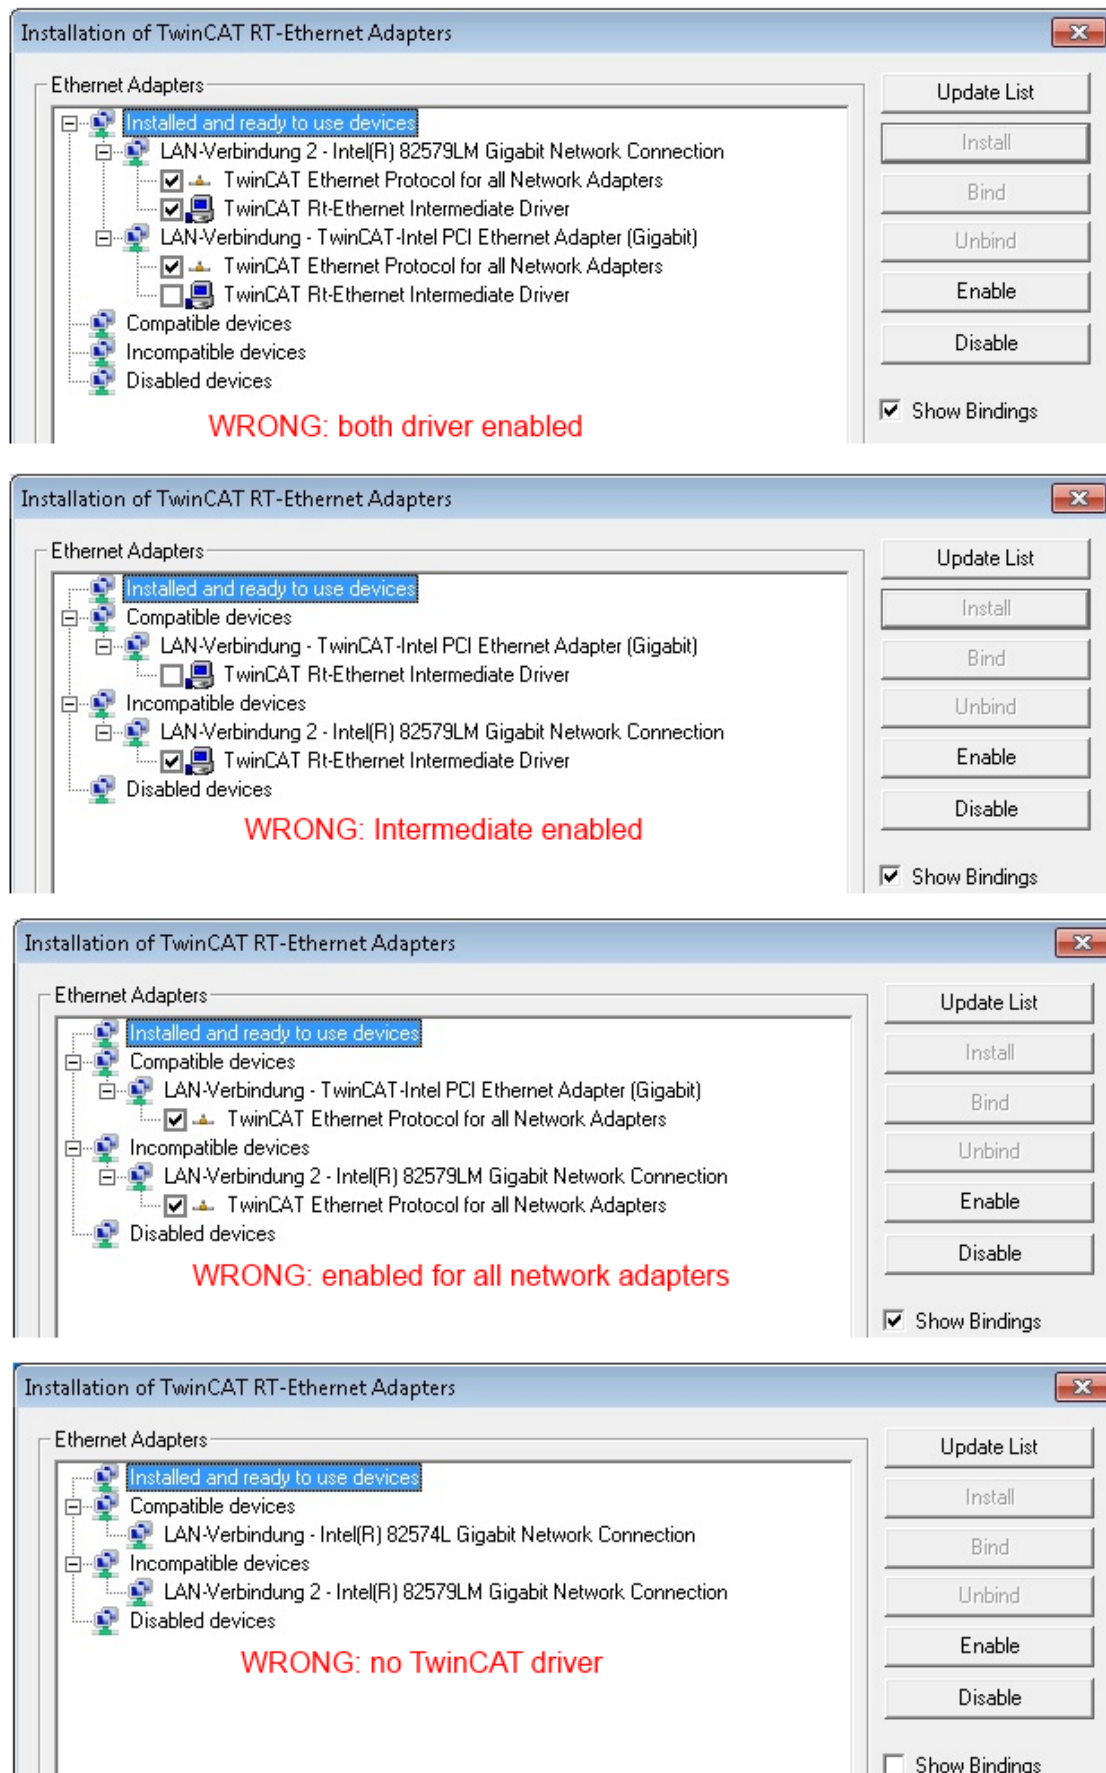 Installation of TwinCAT RT-Ethernet Adapters
Ethernet Adapters
Update List
Installed and ready to use devices
LAN-Verbindung 2 - Intel(R) 82579LM Gigabit Network Connection
Install
TwinCAT Ethernet Protocol for all Network Adapters
Bind
TwinCAT Rt-Ethernet Intermediate Driver
LAN-Verbindung - TwinCAT-Intel PCI Ethernet Adapter (Gigabit)
Unbind
TwinCAT Ethernet Protocol for all Network Adapters
TwinCAT Rt-Ethernet Intermediate Driver
Enable
Compatible devices
Incompatible devices
Disable
Disabled devices
WRONG: both driver enabled
Show Bindings
Installation of TwinCAT RT-Ethernet Adapters
Ethernet Adapters
Update List
Installed and ready to use devices
Compatible devices
Install
LAN-Verbindung - TwinCAT-Intel PCI Ethernet Adapter (Gigabit)
Bind
TwinCAT Rt-Ethernet Intermediate Driver
Incompatible devices
Unbind
LAN-Verbindung 2 - Intel(R) 82579LM Gigabit Network Connection
TwinCAT Rt-Ethernet Intermediate Driver
Enable
Disabled devices
Disable
WRONG: Intermediate enabled
Show Bindings
Installation of TwinCAT RT-Ethernet Adapters
Ethernet Adapters
Update List
Installed and ready to use devices
Compatible devices
Install
LAN-Verbindung - TwinCAT-Intel PCI Ethernet Adapter (Gigabit)
Bind
TwinCAT Ethernet Protocol for all Network Adapters
Incompatible devices
Unbind
LAN-Verbindung 2 - Intel(R) 82579LM Gigabit Network Connection
TwinCAT Ethernet Protocol for all Network Adapters
Enable
Disabled devices
Disable
WRONG: enabled for all network adapters
Show Bindings
Installation of TwinCAT RT-Ethernet Adapters
Ethernet Adapters
Update List
Installed and ready to use devices
Compatible devices
Install
LAN-Verbindung - Intel(R) 82574L Gigabit Network Connection
Bind
Incompatible devices
LAN-Verbindung 2 - Intel(R) 82579LM Gigabit Network Connection
Unbind
Disabled devices
Enable
WRONG: no TwinCAT driver
Disable
Show Bindings